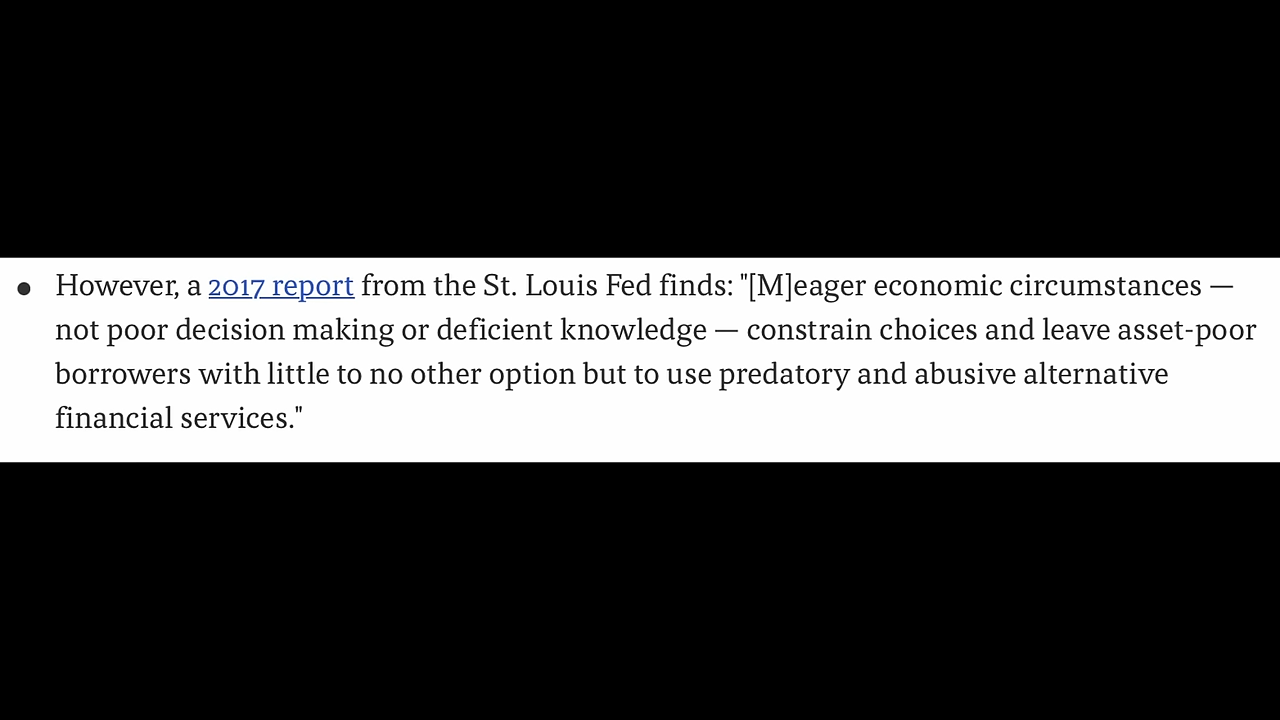 ● However, a 2017 report from the St. Louis Fed finds: "[M]eager economic circumstances —
not poor decision making or deficient knowledge — constrain choices and leave asset-poor
borrowers with little to no other option but to use predatory and abusive alternative
financial services."